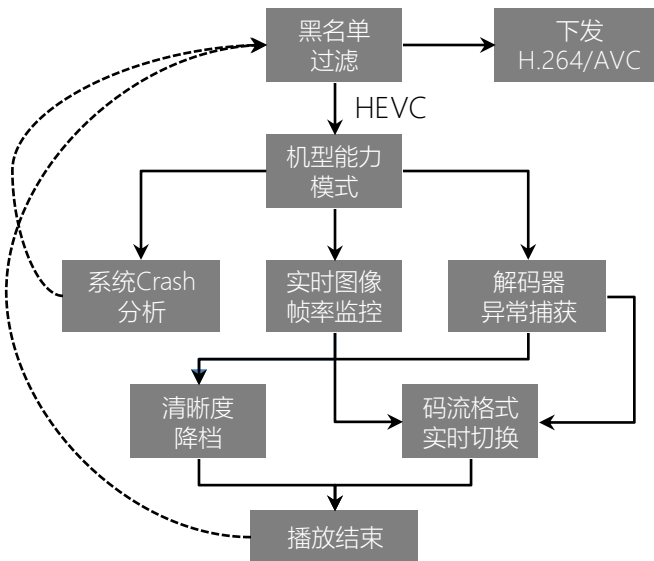 黑名单
过滤
下发
H.264/AVC
HEVC
机型能力
模式
系统Crash
分析
实时图像
帧率监控
解码器
异常捕获
清晰度
降档
码流格式
实时切换
播放结束